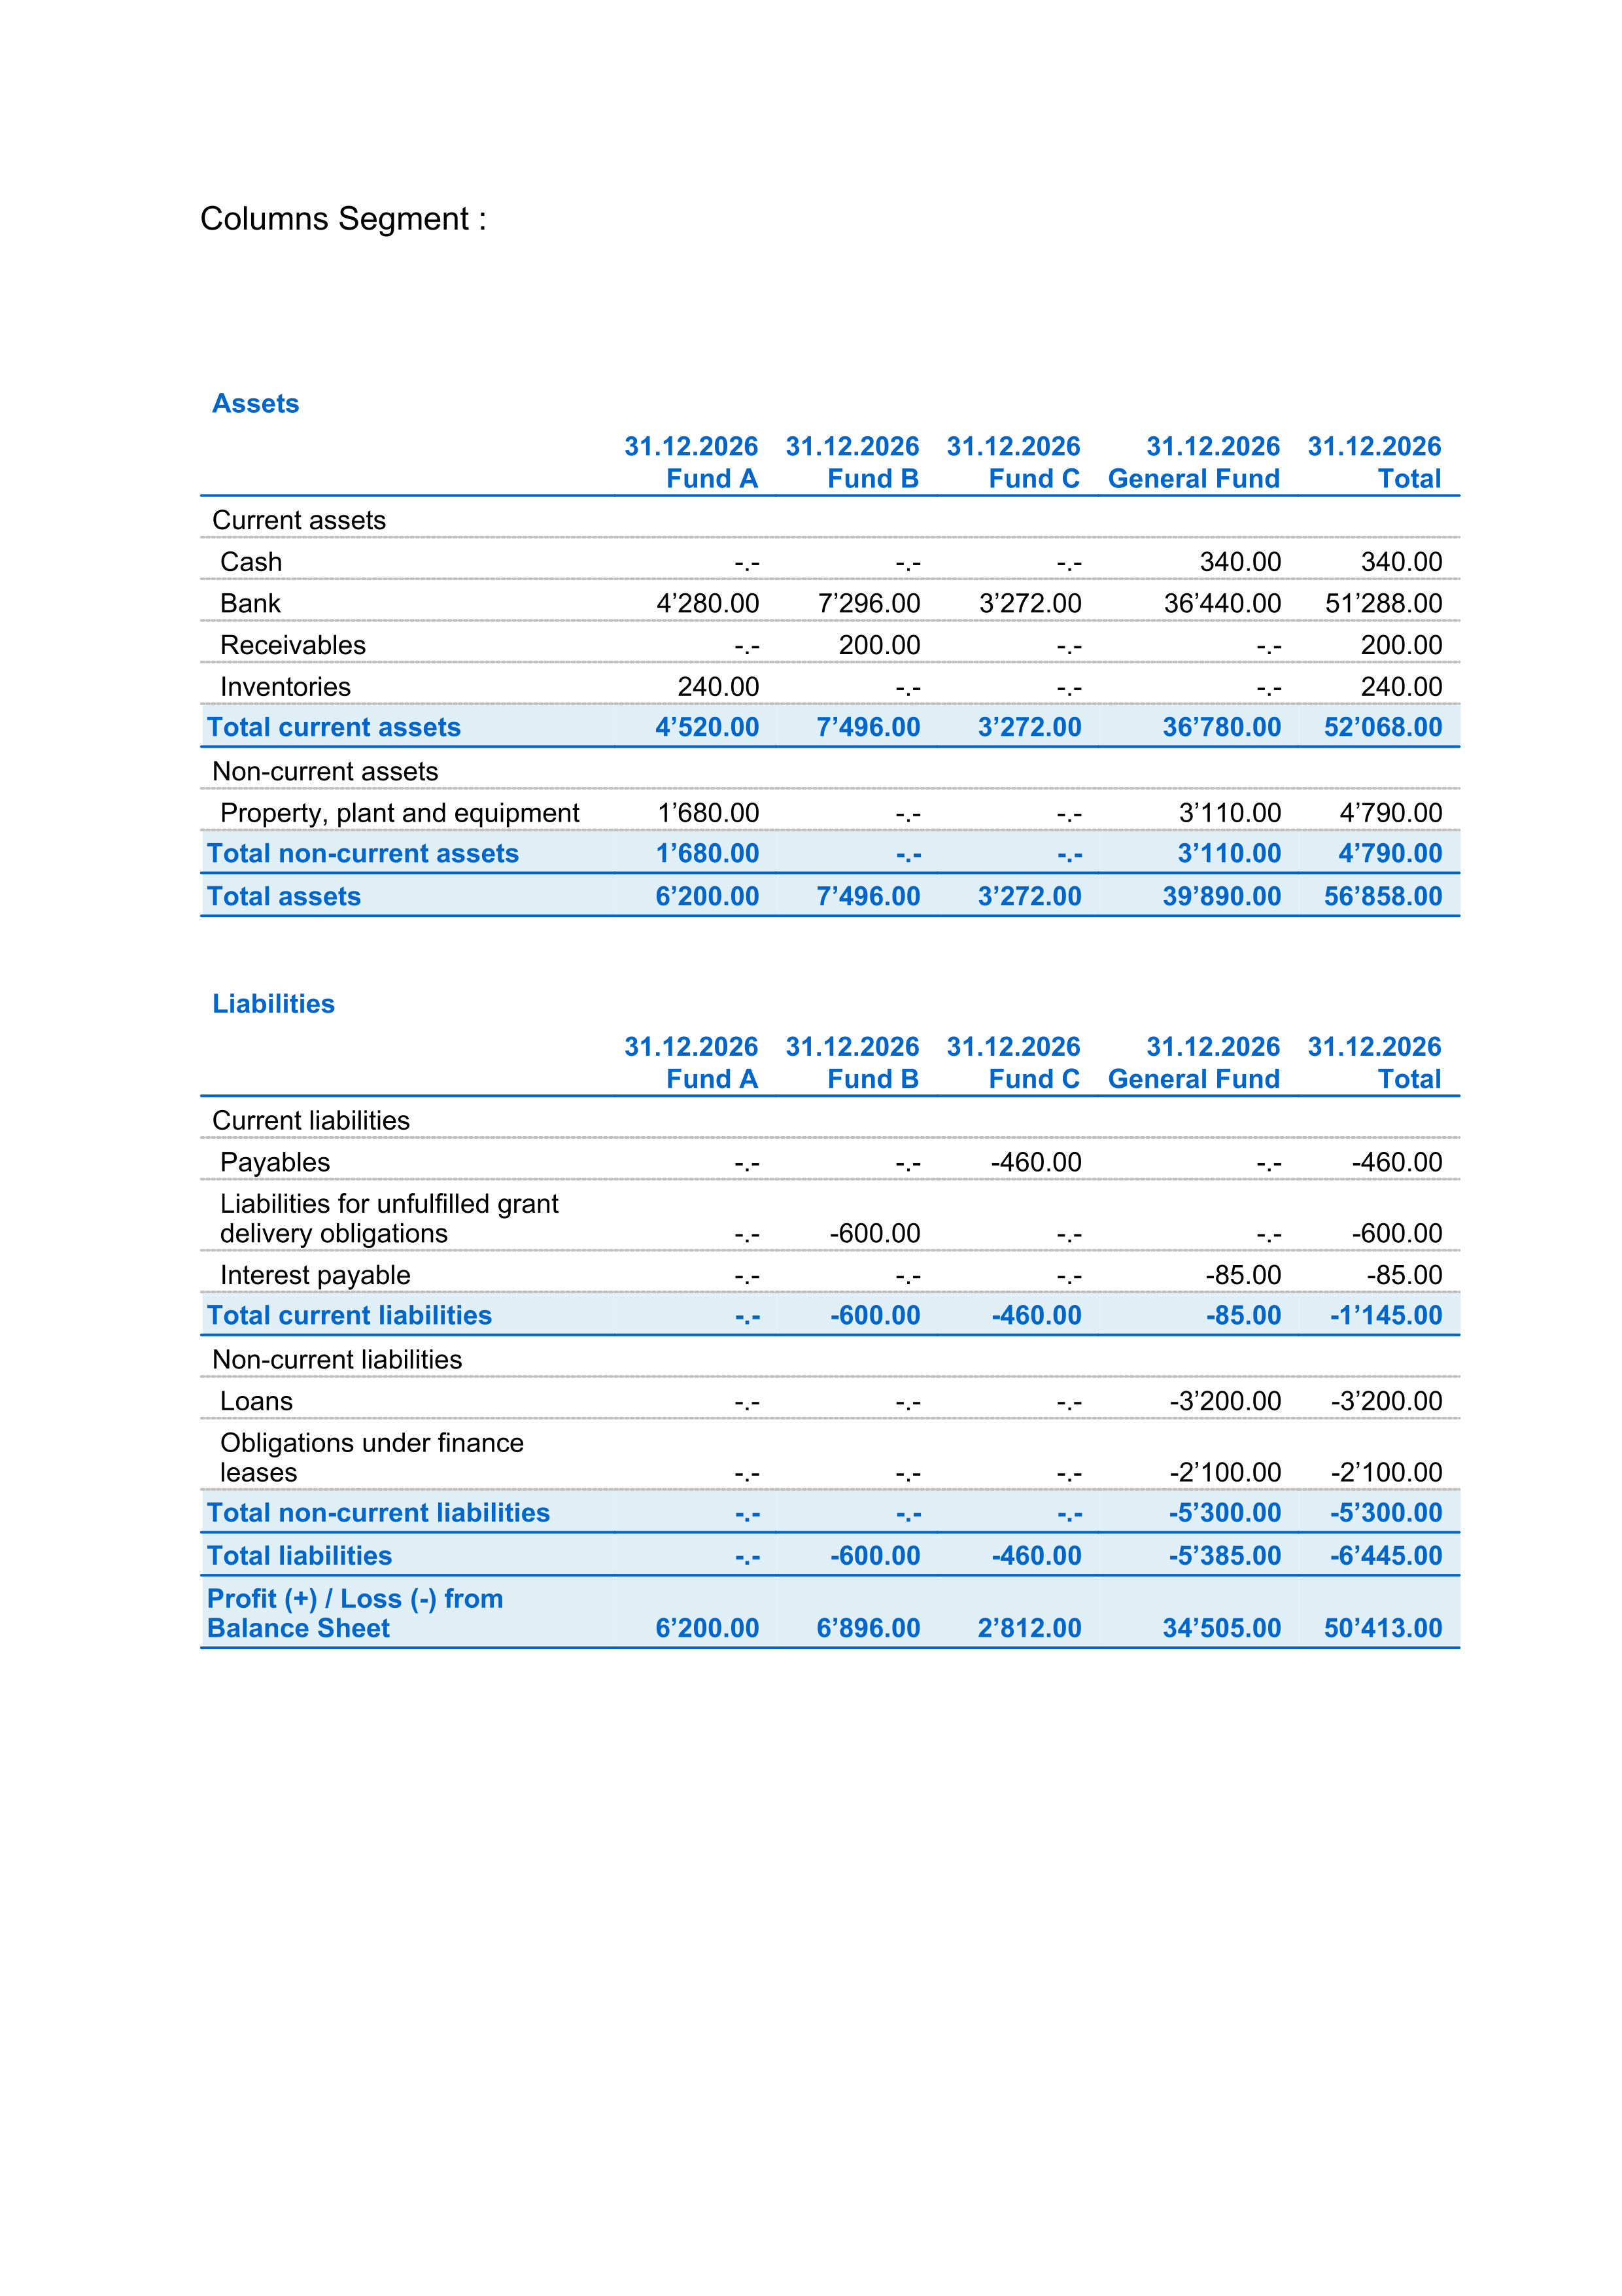 Columns Segment :
Assets
31.12.2026 31.12.2026 31.12.2026 31.12.2026 31.12.2026
Fund A Fund B Fund C General Fund Total
Current assets
Cash -.- -.- -.- 340.00 340.00
Bank 4’280.00 7’296.00 3’272.00 36’440.00 51’288.00
Receivables -.- 200.00 -.- -.- 200.00
Inventories 240.00 -.- -.- -.- 240.00
Total current assets 4’520.00 7’496.00 3’272.00 36’780.00 52’068.00
Non-current assets
Property, plant and equipment 1’680.00 -.- -.- 3’110.00 4’790.00
Total non-current assets 1’680.00 -.- -.- 3’110.00 4’790.00
Total assets 6’200.00 7’496.00 3’272.00 39’890.00 56’858.00
Liabilities
31.12.2026 31.12.2026 31.12.2026 31.12.2026 31.12.2026
Fund A Fund B Fund C General Fund Total
Current liabilities
Payables -.- -.- -460.00 -.- -460.00
Liabilities for unfulfilled grant
delivery obligations -.- -600.00 -.- -.- -600.00
Interest payable -.- -.- -.- -85.00 -85.00
Total current liabilities -.- -600.00 -460.00 -85.00 -1’145.00
Non-current liabilities
Loans -.- -.- -.- -3’200.00 -3’200.00
Obligations under finance
leases -.- -.- -.- -2’100.00 -2’100.00
Total non-current liabilities -.- -.- -.- -5’300.00 -5’300.00
Total liabilities -.- -600.00 -460.00 -5’385.00 -6’445.00
Profit (+) / Loss (-) from
Balance Sheet 6’200.00 6’896.00 2’812.00 34’505.00 50’413.00